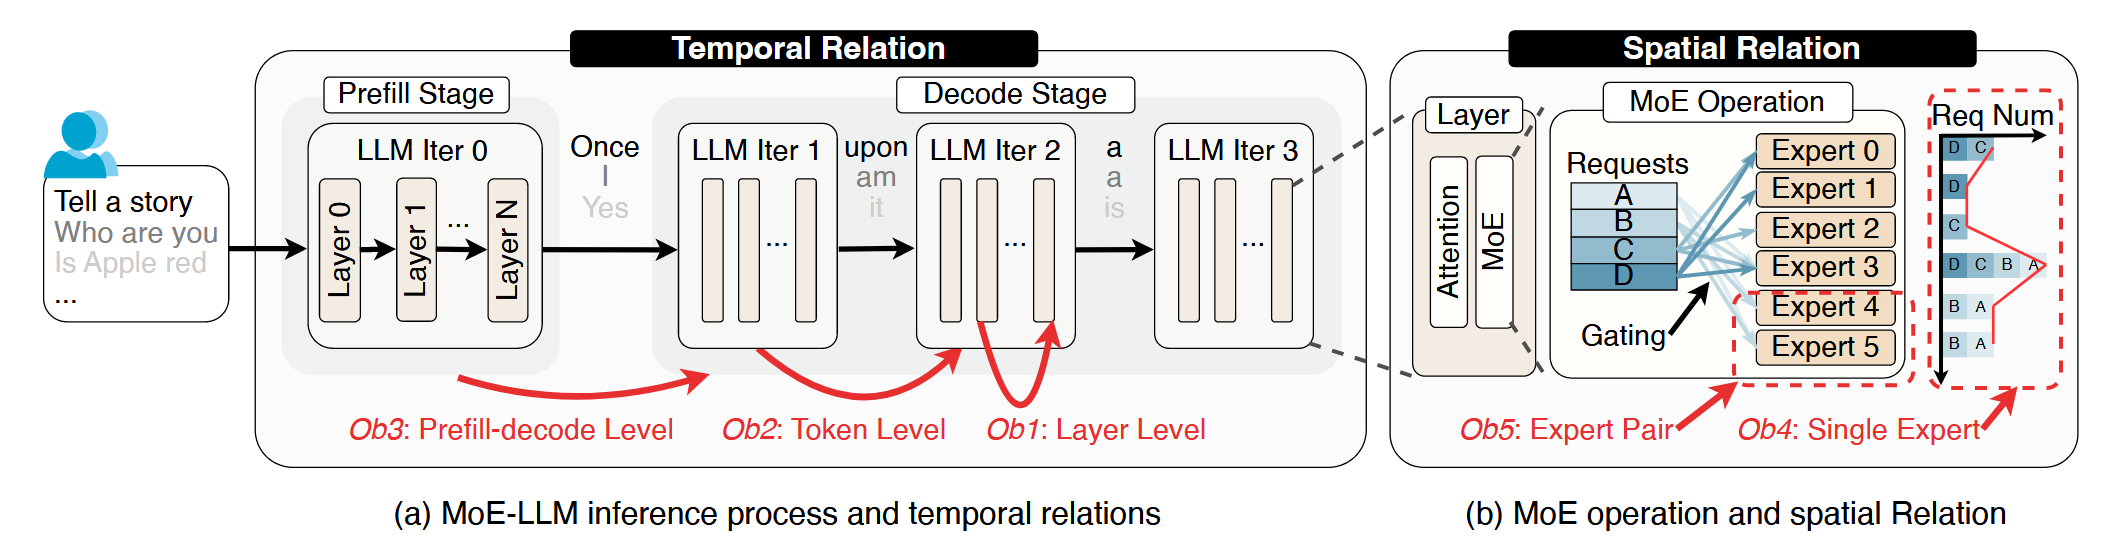 Temporal Relation
Prefill Stage
Decode Stage
Tell a story
Who are you
Is Apple red
...
LLM Iter 0
Layer 0
Layer 1
...
Layer N
Once
I
Yes
LLM Iter 1
...
upon
am
it
LLM Iter 2
...
a
a
is
LLM Iter 3
...
Ob3: Prefill-decode Level
Ob2: Token Level
Ob1: Layer Level
(a) MoE-LLM inference process and temporal relations
Spatial Relation
Layer
Attention
MoE
MoE Operation
Requests
A
B
C
D
Gating
Expert 0
Expert 1
Expert 2
Expert 3
Expert 4
Expert 5
Req Num
D C
D
C
D C B A
B A
B A
Ob5: Expert Pair
Ob4: Single Expert
(b) MoE operation and spatial Relation